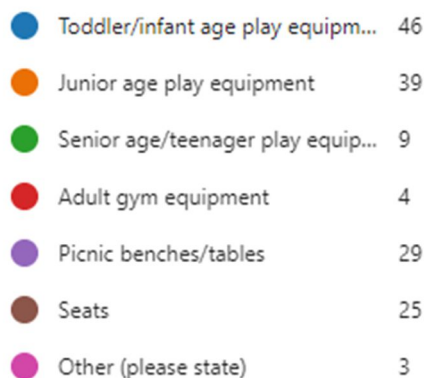 Toddler/infant age play equipm... 46
Junior age play equipment 39
Senior age/teenager play equip... 9
Adult gym equipment 4
Picnic benches/tables 29
Seats 25
Other (please state) 3